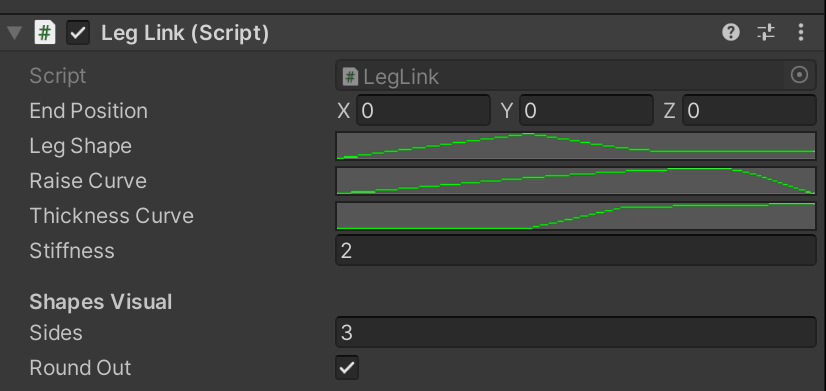 Leg Link (Script)
Script LegLink
End Position X 0 Y 0 Z 0
Leg Shape
Raise Curve
Thickness Curve
Stiffness 2
Shapes Visual
Sides 3
Round Out